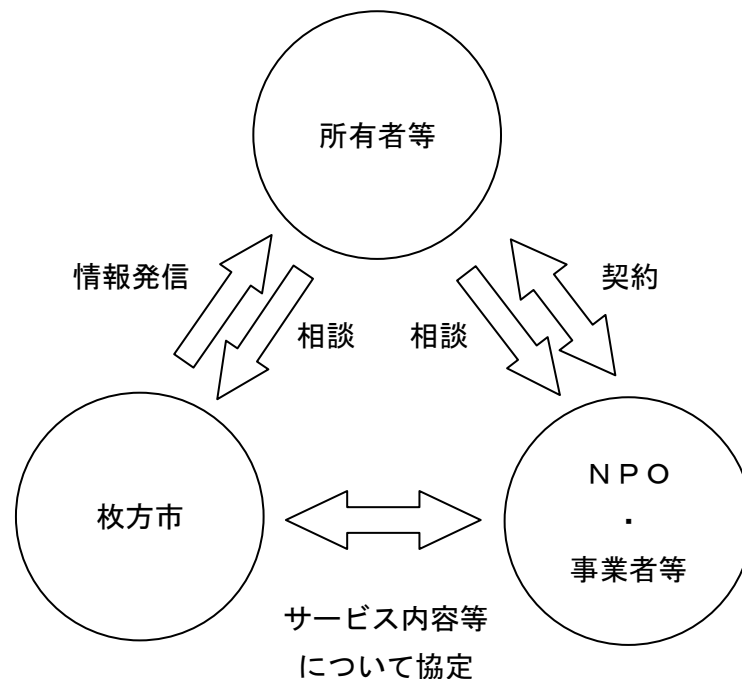 所有者等
情報発信
契約
相談
相談
NPO
・
枚方市
事業者等
サービス内容等
について協定